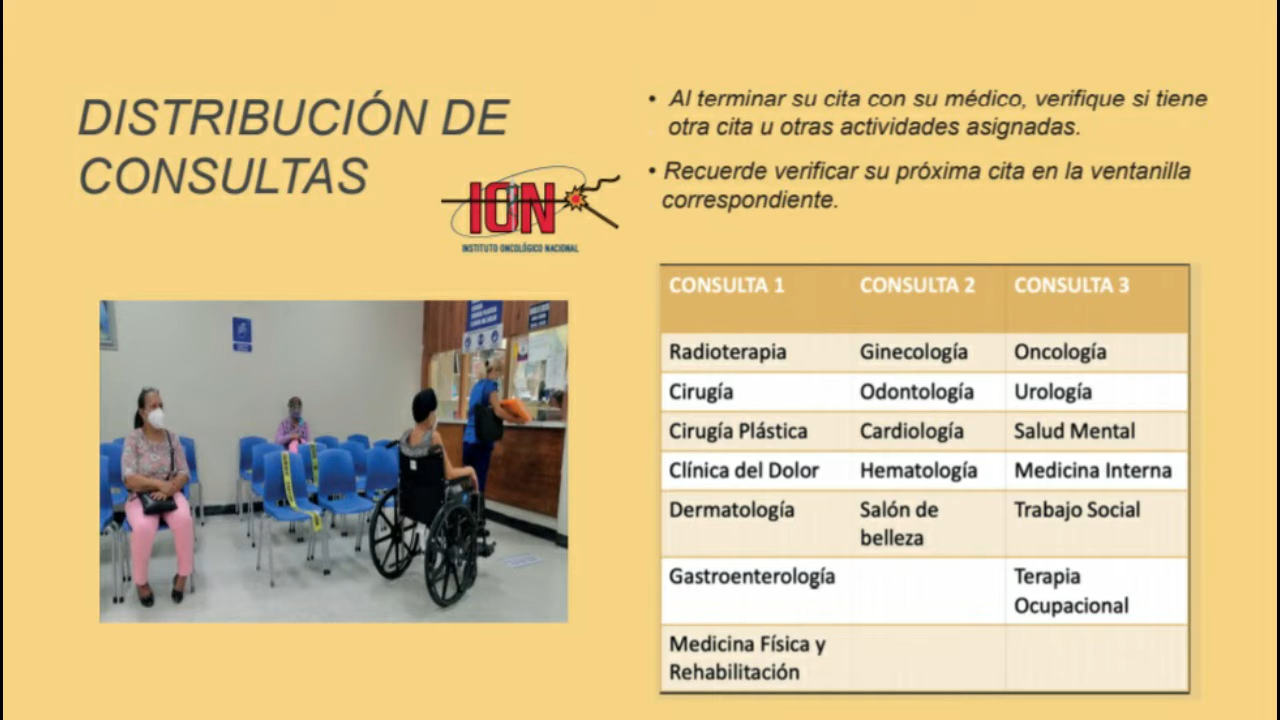 DISTRIBUCIÓN DE
CONSULTAS
ION
INSTITUTO ONCOLÓGICO NACIONAL
• Al terminar su cita con su médico, verifique si tiene
otra cita u otras actividades asignadas.
• Recuerde verificar su próxima cita en la ventanilla
correspondiente.
CONSULTA 1 CONSULTA 2 CONSULTA 3
Radioterapia Ginecología Oncología
Cirugía Odontología Urología
Cirugía Plástica Cardiología Salud Mental
Clínica del Dolor Hematología Medicina Interna
Dermatología Salón de Trabajo Social
belleza
Gastroenterología Terapia
Ocupacional
Medicina Física y
Rehabilitación